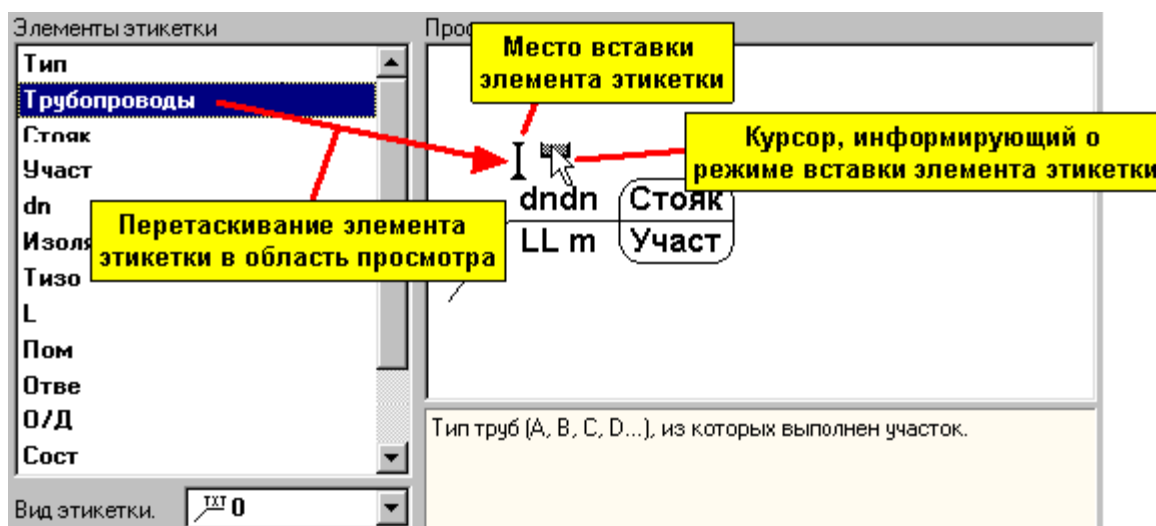 Элементы этикетки
Прос
Место вставки
элемента этикетки
Тип
Трубопроводы
Стояк
Участ
dn
Изоля
Тизо
L
Пом
Отве
О/Д
Сост
Курсор, информирующий о
режиме вставки элемента этикетки
Перетаскивание элемента
этикетки в область просмотра
dndn Стояк
LL m Участ
Тип труб (A, B, C, D...), из которых выполнен участок.
Вид этикетки. TXT 0